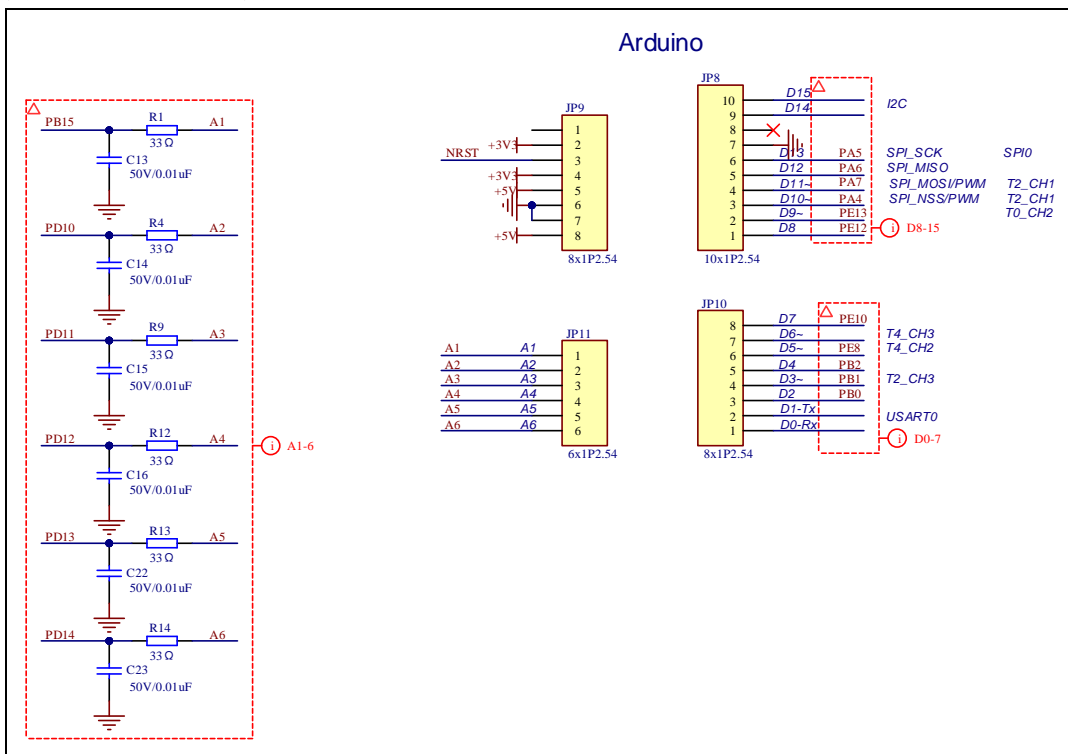 Arduino
PB15 R1 A1
33Ω
C13
50V/0.01uF
PD10 R4 A2
33Ω
C14
50V/0.01uF
PD11 R9 A3
33Ω
C15
50V/0.01uF
PD12 R12 A4
33Ω
C16
50V/0.01uF
PD13 R13 A5
33Ω
C22
50V/0.01uF
PD14 R14 A6
33Ω
C23
50V/0.01uF
i A1-6
JP9
1
+3V3 2
NRST 3
+3V3 4
+5V 5
6
7
+5V 8
8x1P2.54
JP8
10 D15 I2C
9 D14
8
7
6 D13 PA5 SPI_SCK SPI0
5 D12 PA6 SPI_MISO
4 D11~ PA7 SPI_MOSI/PWM T2_CH1
3 D10~ PA4 SPI_NSS/PWM T2_CH1
2 D9~ PE13 T0_CH2
1 D8 PE12
i D8-15
10x1P2.54
JP11
A1 A1 1
A2 A2 2
A3 A3 3
A4 A4 4
A5 A5 5
A6 A6 6
6x1P2.54
JP10
8 D7 PE10
7 D6~ T4_CH3
6 D5~ PE8 T4_CH2
5 D4 PB2
4 D3~ PB1 T2_CH3
3 D2 PB0
2 D1-Tx USART0
1 D0-Rx
i D0-7
8x1P2.54